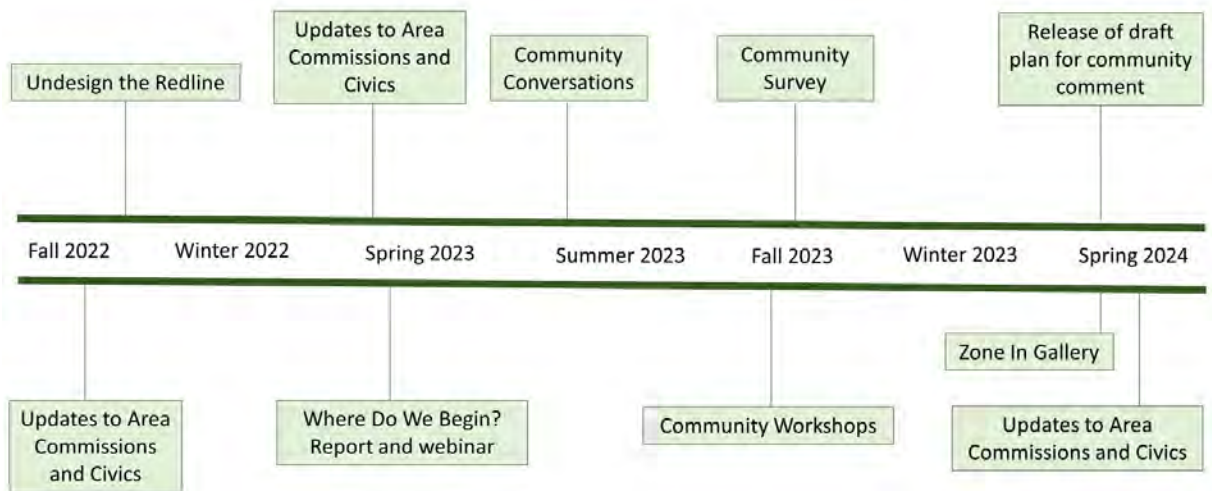 Undesign the Redline
Updates to Area
Commissions and
Civics
Community
Conversations
Community
Survey
Release of draft
plan for community
comment
Fall 2022
Winter 2022
Spring 2023
Summer 2023
Fall 2023
Winter 2023
Spring 2024
Updates to Area
Commissions
and Civics
Where Do We Begin?
Report and webinar
Community Workshops
Zone In Gallery
Updates to Area
Commissions and Civics